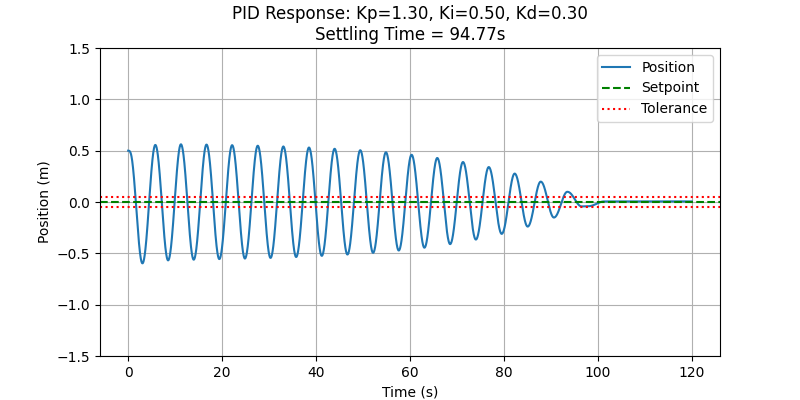 PID Response: Kp=1.30, Ki=0.50, Kd=0.30
Settling Time = 94.77s
1.5
1.0
0.5
0.0
−0.5
−1.0
−1.5
Position (m)
Position
Setpoint
Tolerance
0 20 40 60 80 100 120
Time (s)